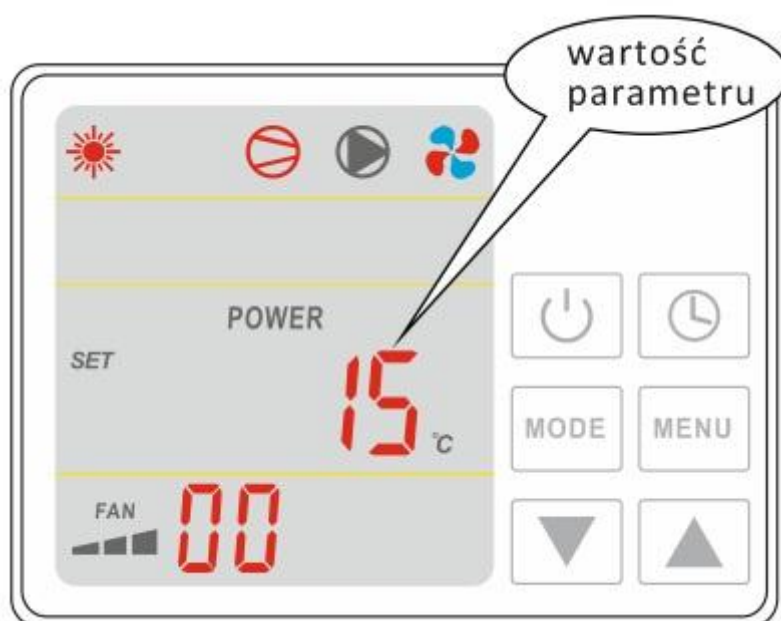 wartość
parametru
POWER
SET
15 °C
FAN
00
MODE
MENU